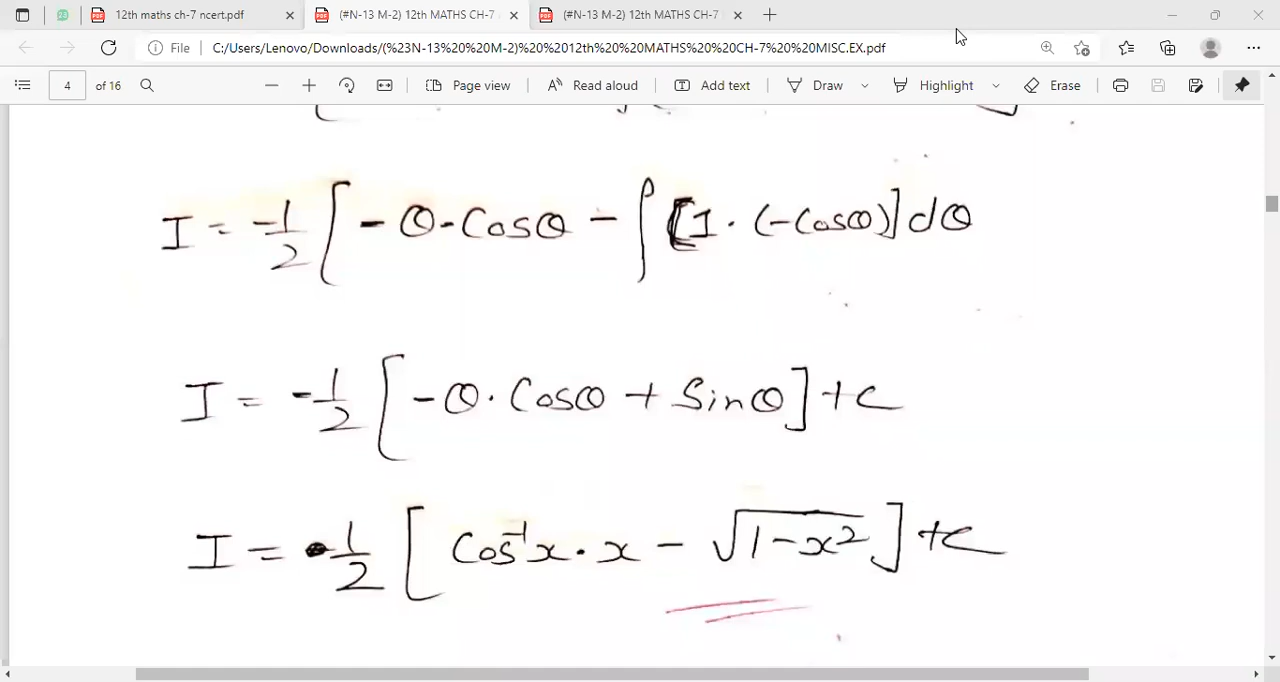 12th maths ch-7 ncert.pdf
(#N-13 M-2) 12th MATHS CH-7
(#N-13 M-2) 12th MATHS CH-7
File C:/Users/Lenovo/Downloads/(%23N-13%20%20M-2)%20%2012th%20%20MATHS%20%20CH-7%20%20MISC.EX.pdf
4 of 16 Page view Read aloud Add text Draw Highlight Erase
I = -1/2 [ - θ·Cosθ - ∫ [1·(-Cosθ)] dθ
I = -1/2 [ - θ·Cosθ + Sinθ ] + C
I = -1/2 [ Cos⁻¹x · x - √(1-x²) ] + C